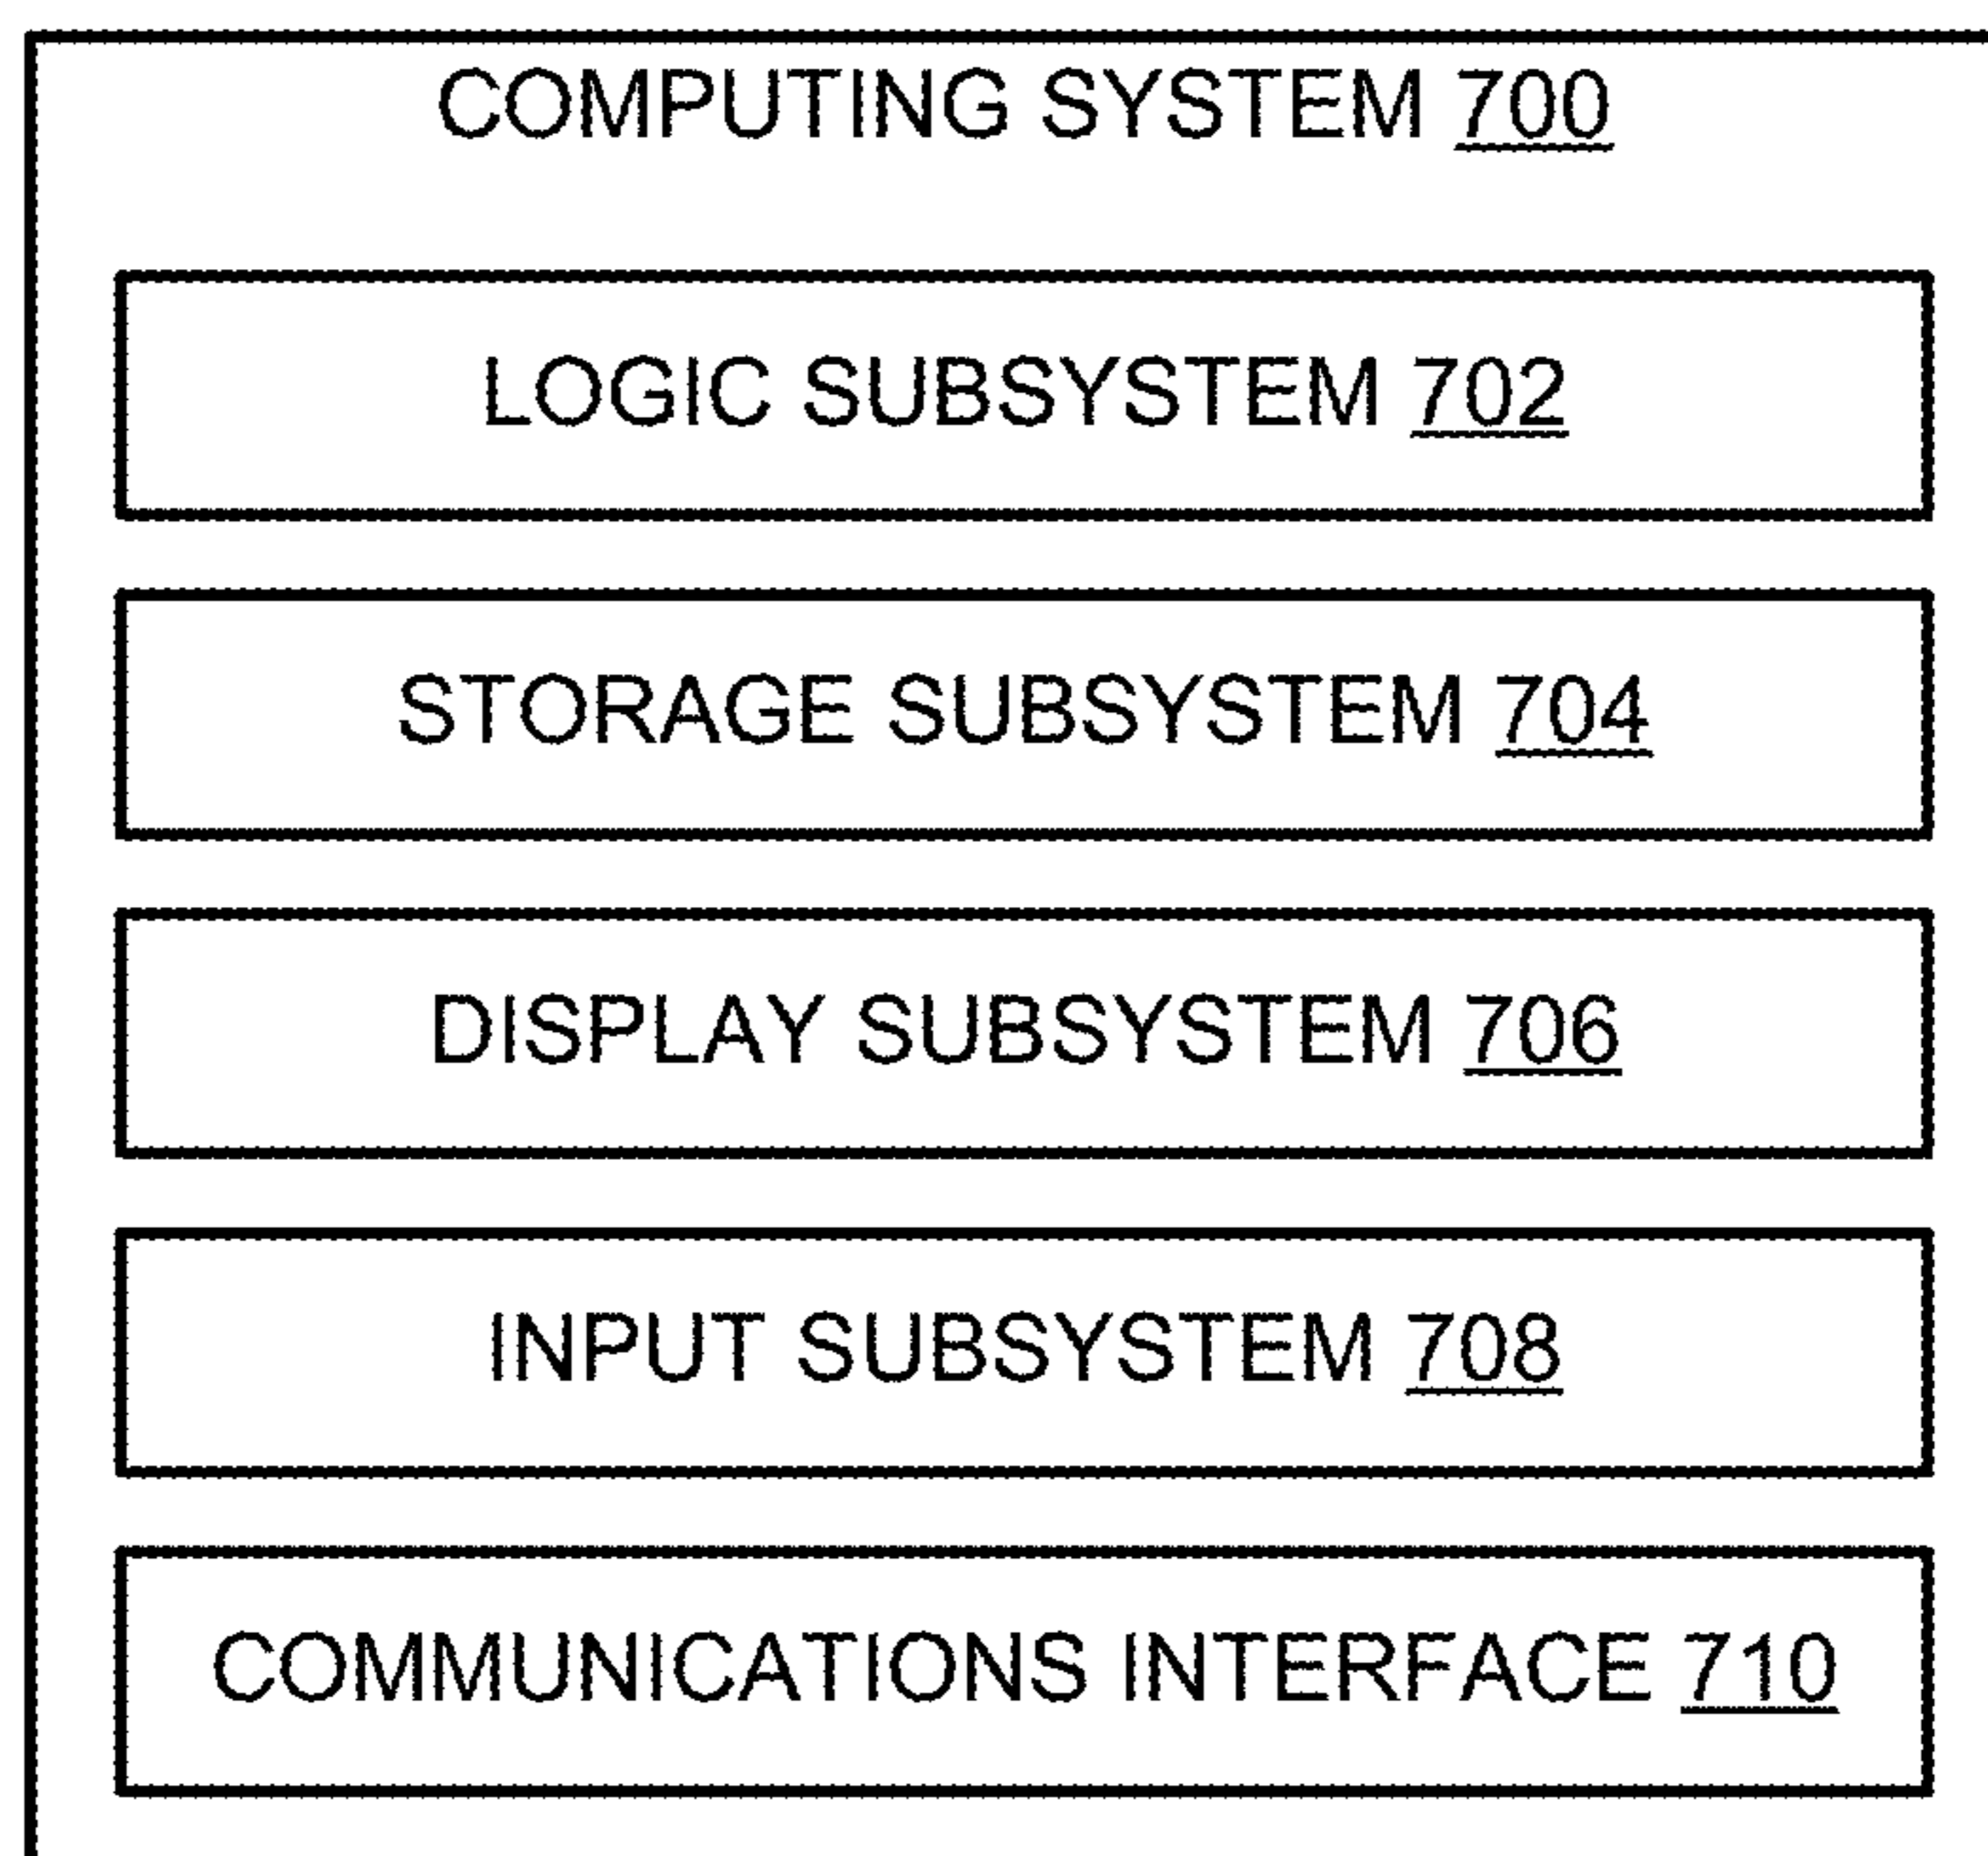 COMPUTING SYSTEM 700
LOGIC SUBSYSTEM 702
STORAGE SUBSYSTEM 704
DISPLAY SUBSYSTEM 706
INPUT SUBSYSTEM 708
COMMUNICATIONS INTERFACE 710